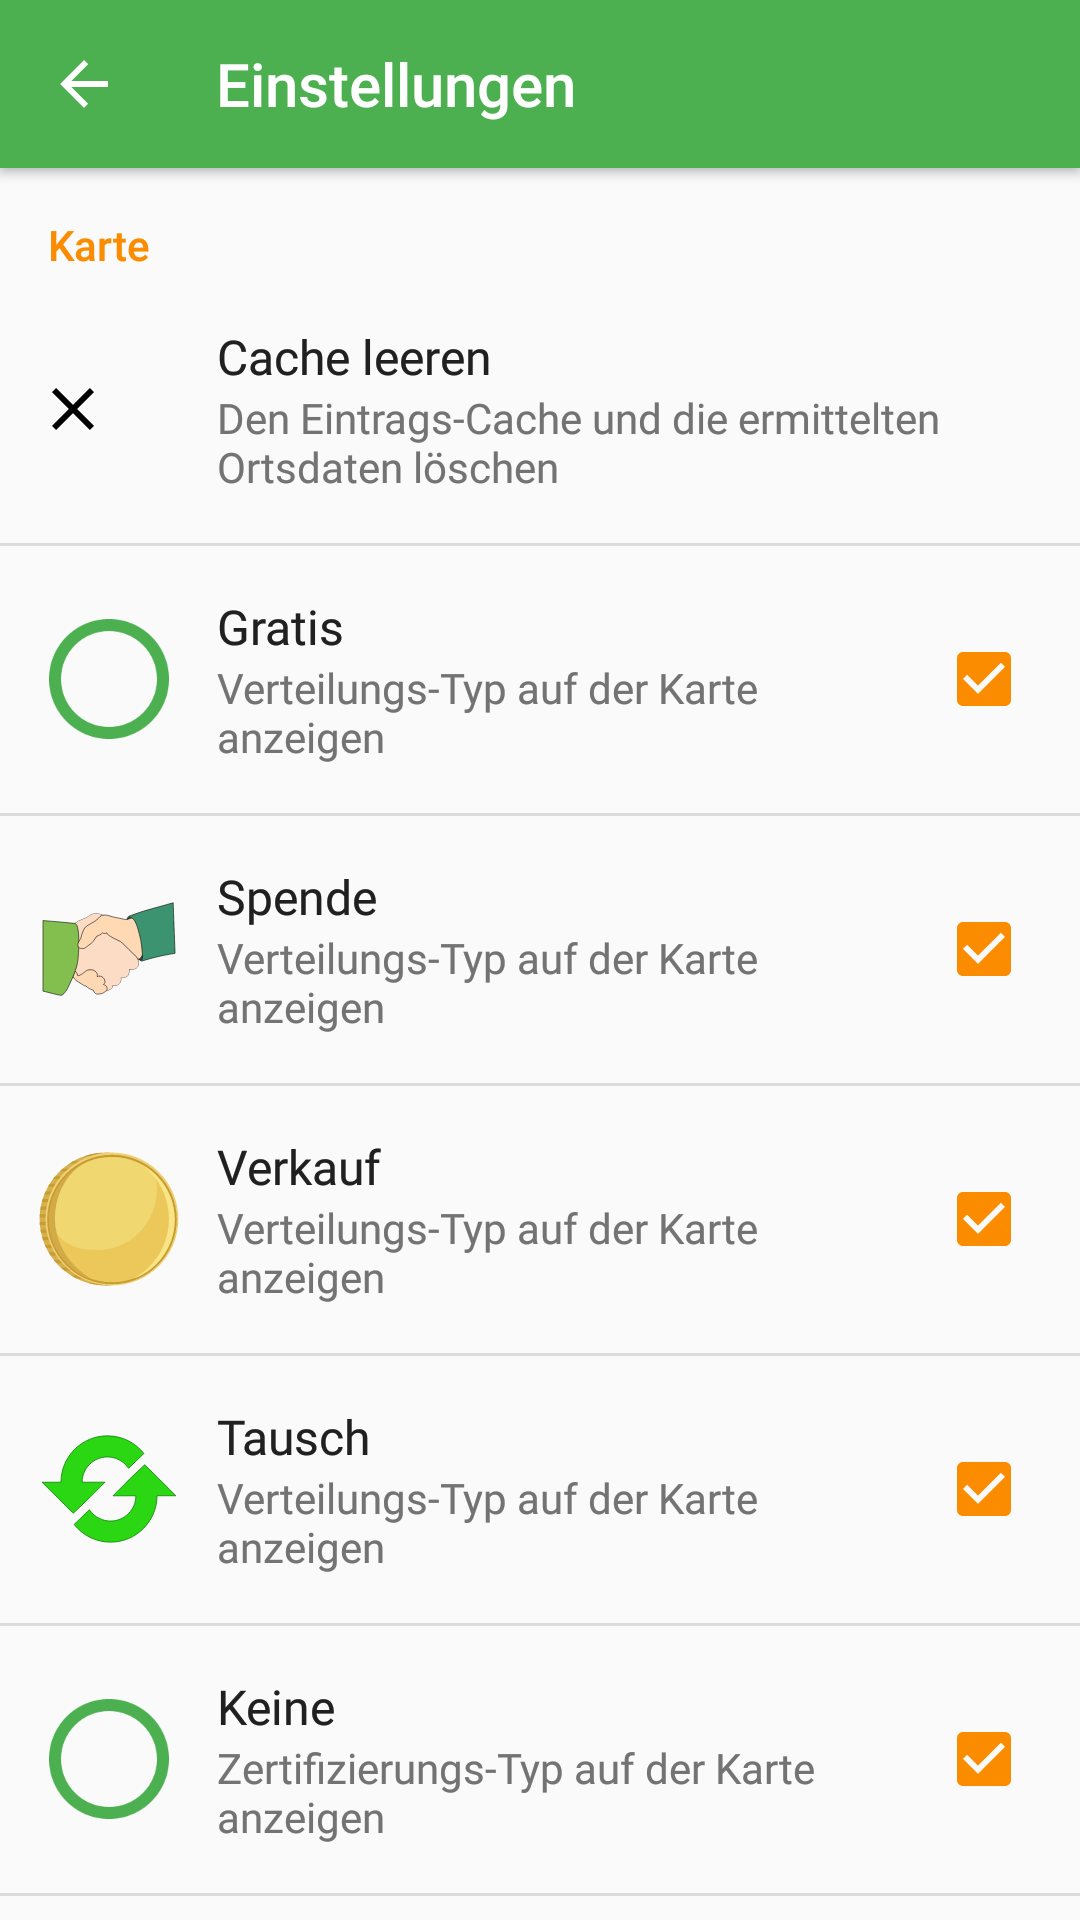 Einstellungen
Karte
Cache leeren
Den Eintrags-Cache und die ermittelten
Ortsdaten löschen
Gratis
Verteilungs-Typ auf der Karte
anzeigen
Spende
Verteilungs-Typ auf der Karte
anzeigen
Verkauf
Verteilungs-Typ auf der Karte
anzeigen
Tausch
Verteilungs-Typ auf der Karte
anzeigen
Keine
Zertifizierungs-Typ auf der Karte
anzeigen